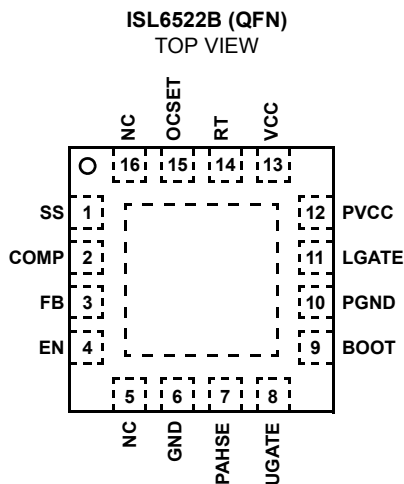 ISL6522B (QFN)
TOP VIEW
NC
OCSET
RT
VCC
16
15
14
13
SS
1
12
PVCC
COMP
2
11
LGATE
FB
3
10
PGND
EN
4
9
BOOT
5
6
7
8
NC
GND
PAHSE
UGATE